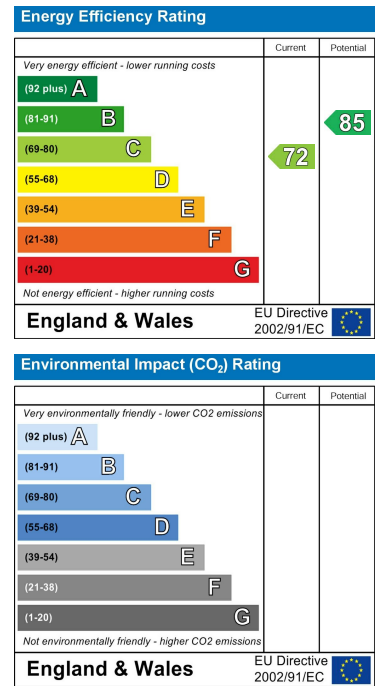 Energy Efficiency Rating
Current Potential
Very energy efficient - lower running costs
(92 plus) A
(81-91) B
85
(69-80) C
72
(55-68) D
(39-54) E
(21-38) F
(1-20) G
Not energy efficient - higher running costs
England & Wales
EU Directive
2002/91/EC
Environmental Impact (CO₂) Rating
Current Potential
Very environmentally friendly - lower CO2 emissions
(92 plus) A
(81-91) B
(69-80) C
(55-68) D
(39-54) E
(21-38) F
(1-20) G
Not environmentally friendly - higher CO2 emissions
England & Wales
EU Directive
2002/91/EC